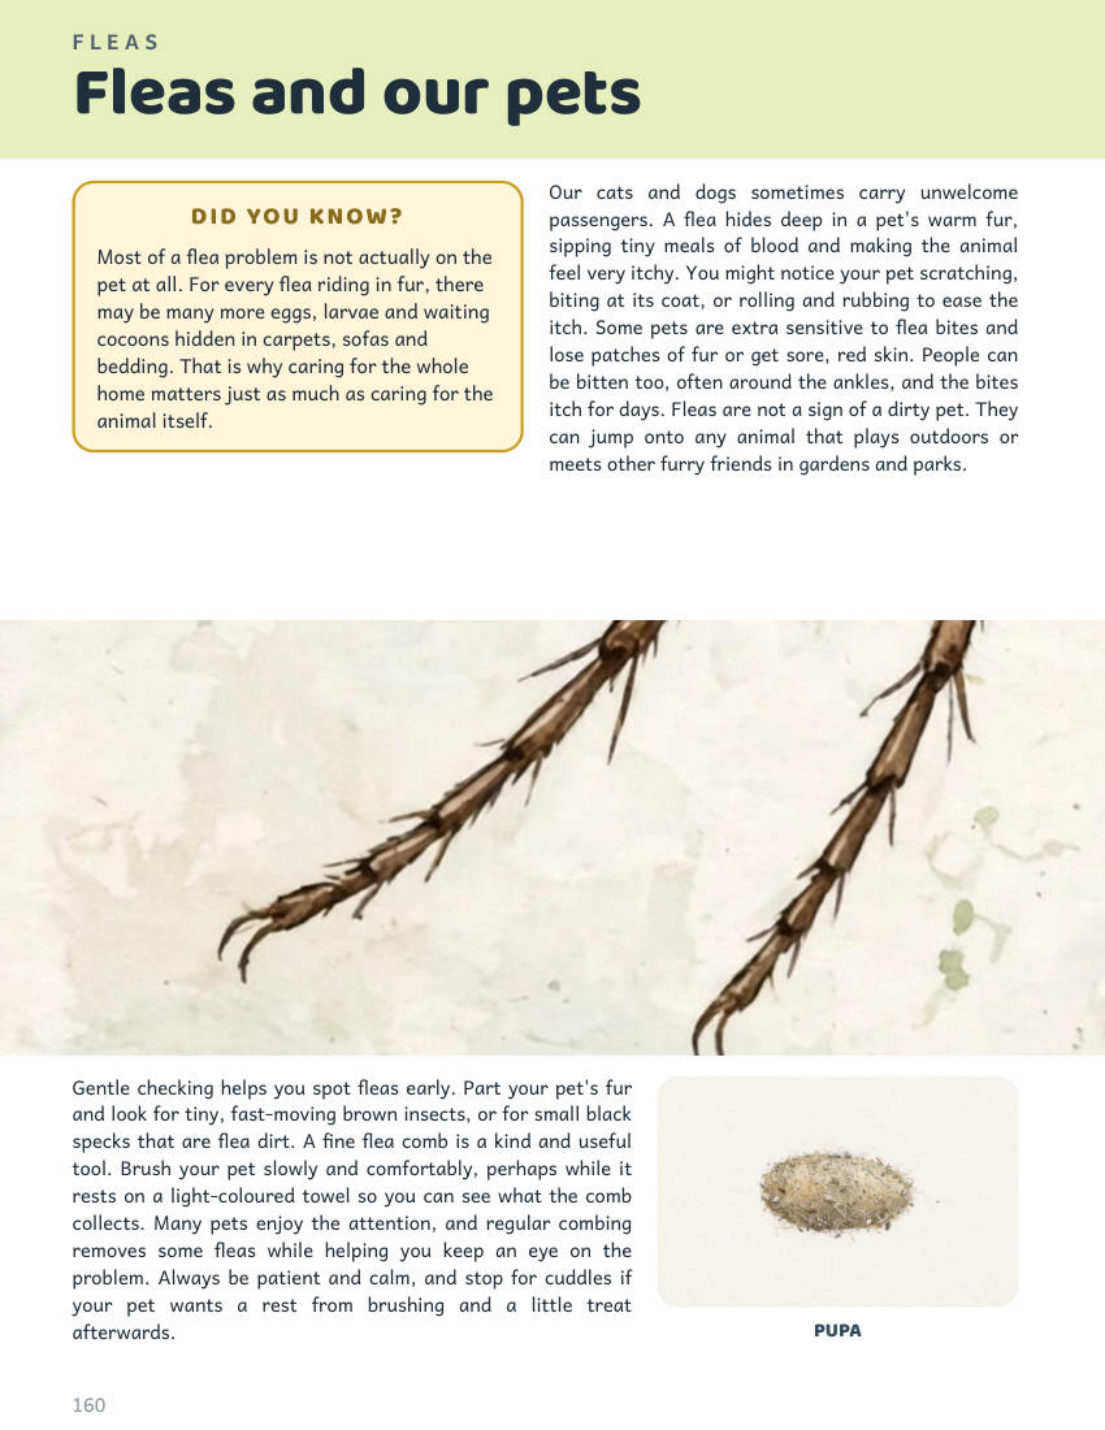 FLEAS
Fleas and our pets
DID YOU KNOW?
Most of a flea problem is not actually on the
pet at all. For every flea riding in fur, there
may be many more eggs, larvae and waiting
cocoons hidden in carpets, sofas and
bedding. That is why caring for the whole
home matters just as much as caring for the
animal itself.
Our cats and dogs sometimes carry unwelcome
passengers. A flea hides deep in a pet's warm fur,
sipping tiny meals of blood and making the animal
feel very itchy. You might notice your pet scratching,
biting at its coat, or rolling and rubbing to ease the
itch. Some pets are extra sensitive to flea bites and
lose patches of fur or get sore, red skin. People can
be bitten too, often around the ankles, and the bites
itch for days. Fleas are not a sign of a dirty pet. They
can jump onto any animal that plays outdoors or
meets other furry friends in gardens and parks.
Gentle checking helps you spot fleas early. Part your pet's fur
and look for tiny, fast-moving brown insects, or for small black
specks that are flea dirt. A fine flea comb is a kind and useful
tool. Brush your pet slowly and comfortably, perhaps while it
rests on a light-coloured towel so you can see what the comb
collects. Many pets enjoy the attention, and regular combing
removes some fleas while helping you keep an eye on the
problem. Always be patient and calm, and stop for cuddles if
your pet wants a rest from brushing and a little treat
afterwards.
PUPA
160